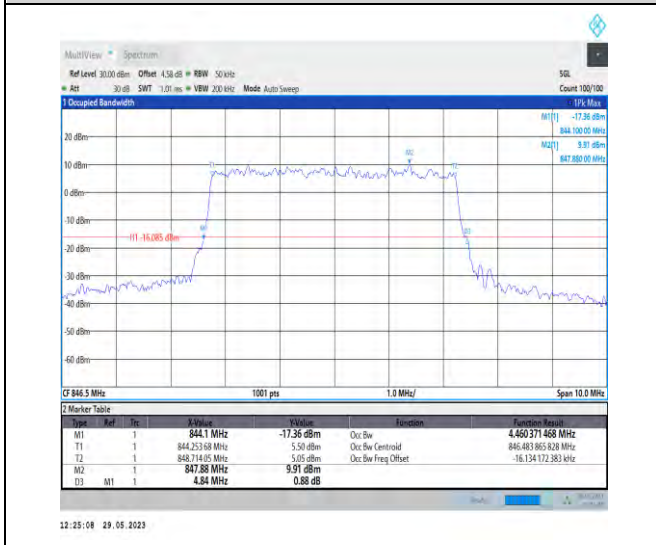 MultiView Spectrum
Ref Level 30.00 dBm Offset 4.58 dB RBW 50 kHz SGL
Att 30 dB SWT 1.01 ms VBW 200 kHz Mode Auto Sweep Count 100/100
1 Occupied Bandwidth 1Pk Max
M1[1] -17.36 dBm
844.100 00 MHz
M2[1] 9.91 dBm
847.880 00 MHz
20 dBm
10 dBm
0 dBm
-10 dBm
H1 -16.085 dBm
-20 dBm
-30 dBm
-40 dBm
-50 dBm
-60 dBm
T1
M2
T2
M1
D3
CF 846.5 MHz 1001 pts 1.0 MHz/ Span 10.0 MHz
2 Marker Table
Type Ref Trc X-Value Y-Value Function Function Result
M1 1 844.1 MHz -17.36 dBm Occ Bw 4.460 371 468 MHz
T1 1 844.253 68 MHz 5.50 dBm Occ Bw Centroid 846.483 865 828 MHz
T2 1 848.714 05 MHz 5.05 dBm Occ Bw Freq Offset -16.134 172 383 kHz
M2 1 847.88 MHz 9.91 dBm
D3 M1 1 4.84 MHz 0.88 dB
12:25:08 29.05.2023